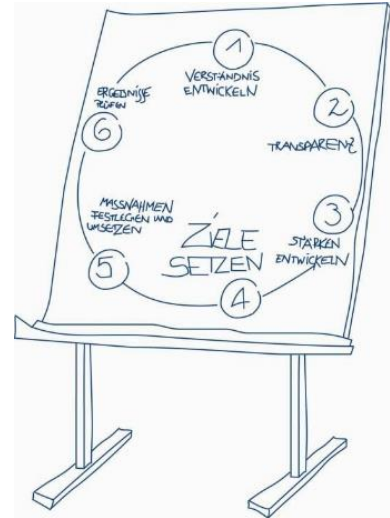 1
VERSTÄNDNIS
ENTWICKELN
2
TRANSPARENZ
3
STÄRKEN
ENTWICKELN
4
ZIELE
SETZEN
5
MASSNAHMEN
FESTLEGEN UND
UMSETZEN
6
ERGEBNISSE
PRÜFEN